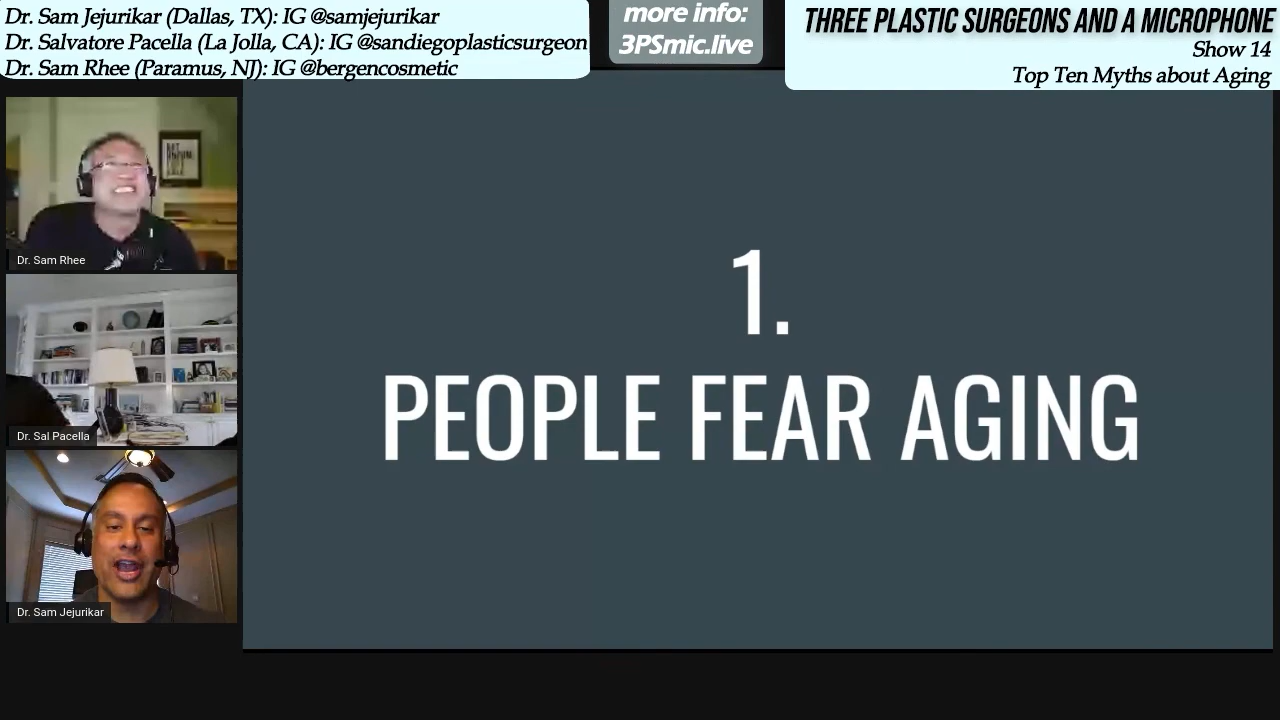 Dr. Sam Jejurikar (Dallas, TX): IG @samjejurikar
Dr. Salvatore Pacella (La Jolla, CA): IG @sandiegoplasticsurgeon
Dr. Sam Rhee (Paramus, NJ): IG @bergencosmetic
more info:
3PSmic.live
THREE PLASTIC SURGEONS AND A MICROPHONE
Show 14
Top Ten Myths about Aging
Dr. Sam Rhee
Dr. Sal Pacella
Dr. Sam Jejurikar
1.
PEOPLE FEAR AGING